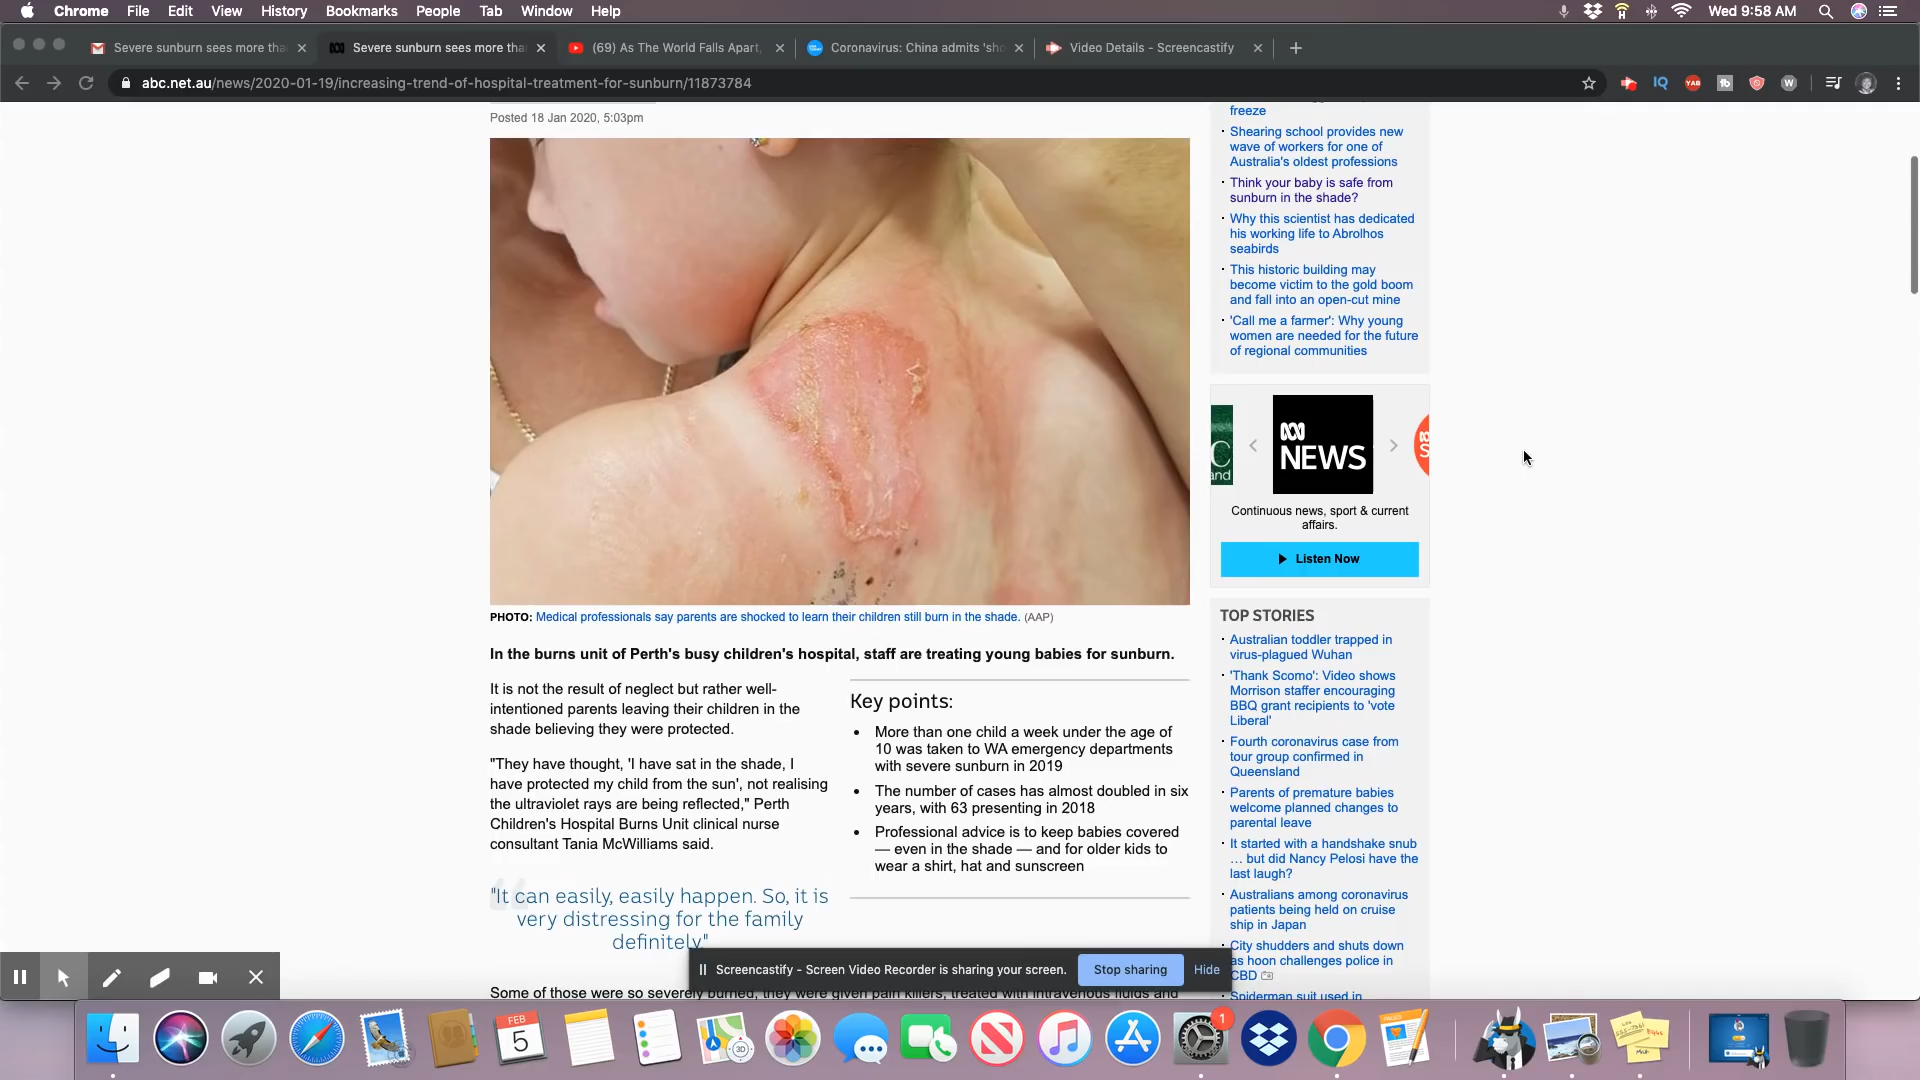 Chrome File Edit View History Bookmarks People Tab Window Help
Wed 9:58 AM
Severe sunburn sees more tha
Severe sunburn sees more tha
(69) As The World Falls Apart,
Coronavirus: China admits 'sho
Video Details - Screencastify
abc.net.au/news/2020-01-19/increasing-trend-of-hospital-treatment-for-sunburn/11873784
Posted 18 Jan 2020, 5:03pm
PHOTO: Medical professionals say parents are shocked to learn their children still burn in the shade. (AAP)
In the burns unit of Perth's busy children's hospital, staff are treating young babies for sunburn.
It is not the result of neglect but rather well-
intentioned parents leaving their children in the
shade believing they were protected.
"They have thought, 'I have sat in the shade, I
have protected my child from the sun', not realising
the ultraviolet rays are being reflected," Perth
Children's Hospital Burns Unit clinical nurse
consultant Tania McWilliams said.
"It can easily, easily happen. So, it is
very distressing for the family
definitely."
Key points:
More than one child a week under the age of
10 was taken to WA emergency departments
with severe sunburn in 2019
The number of cases has almost doubled in six
years, with 63 presenting in 2018
Professional advice is to keep babies covered
— even in the shade — and for older kids to
wear a shirt, hat and sunscreen
Some of those were so severely burned, they were given pain killers, treated with intravenous fluids and
freeze
Shearing school provides new
wave of workers for one of
Australia's oldest professions
Think your baby is safe from
sunburn in the shade?
Why this scientist has dedicated
his working life to Abrolhos
seabirds
This historic building may
become victim to the gold boom
and fall into an open-cut mine
'Call me a farmer': Why young
women are needed for the future
of regional communities
NEWS
Continuous news, sport & current
affairs.
Listen Now
TOP STORIES
Australian toddler trapped in
virus-plagued Wuhan
'Thank Scomo': Video shows
Morrison staffer encouraging
BBQ grant recipients to 'vote
Liberal'
Fourth coronavirus case from
tour group confirmed in
Queensland
Parents of premature babies
welcome planned changes to
parental leave
It started with a handshake snub
... but did Nancy Pelosi have the
last laugh?
Australians among coronavirus
patients being held on cruise
ship in Japan
City shudders and shuts down
as hoon challenges police in
CBD
Spiderman suit used in
Screencastify - Screen Video Recorder is sharing your screen.
Stop sharing
Hide
FEB
5
3D
1
PAGES